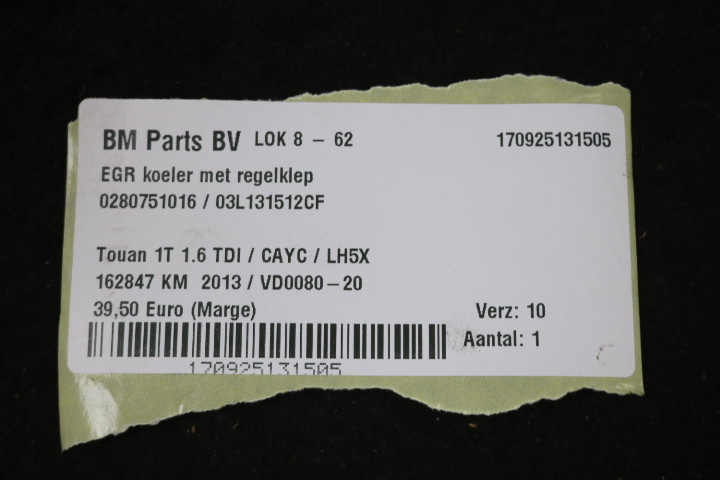 BM Parts BV LOK 8 - 62 170925131505
EGR koeler met regelklep
0280751016 / 03L131512CF
Touan 1T 1.6 TDI / CAYC / LH5X
162847 KM 2013 / VD0080-20
39,50 Euro (Marge) Verz: 10
Aantal: 1
170925131505